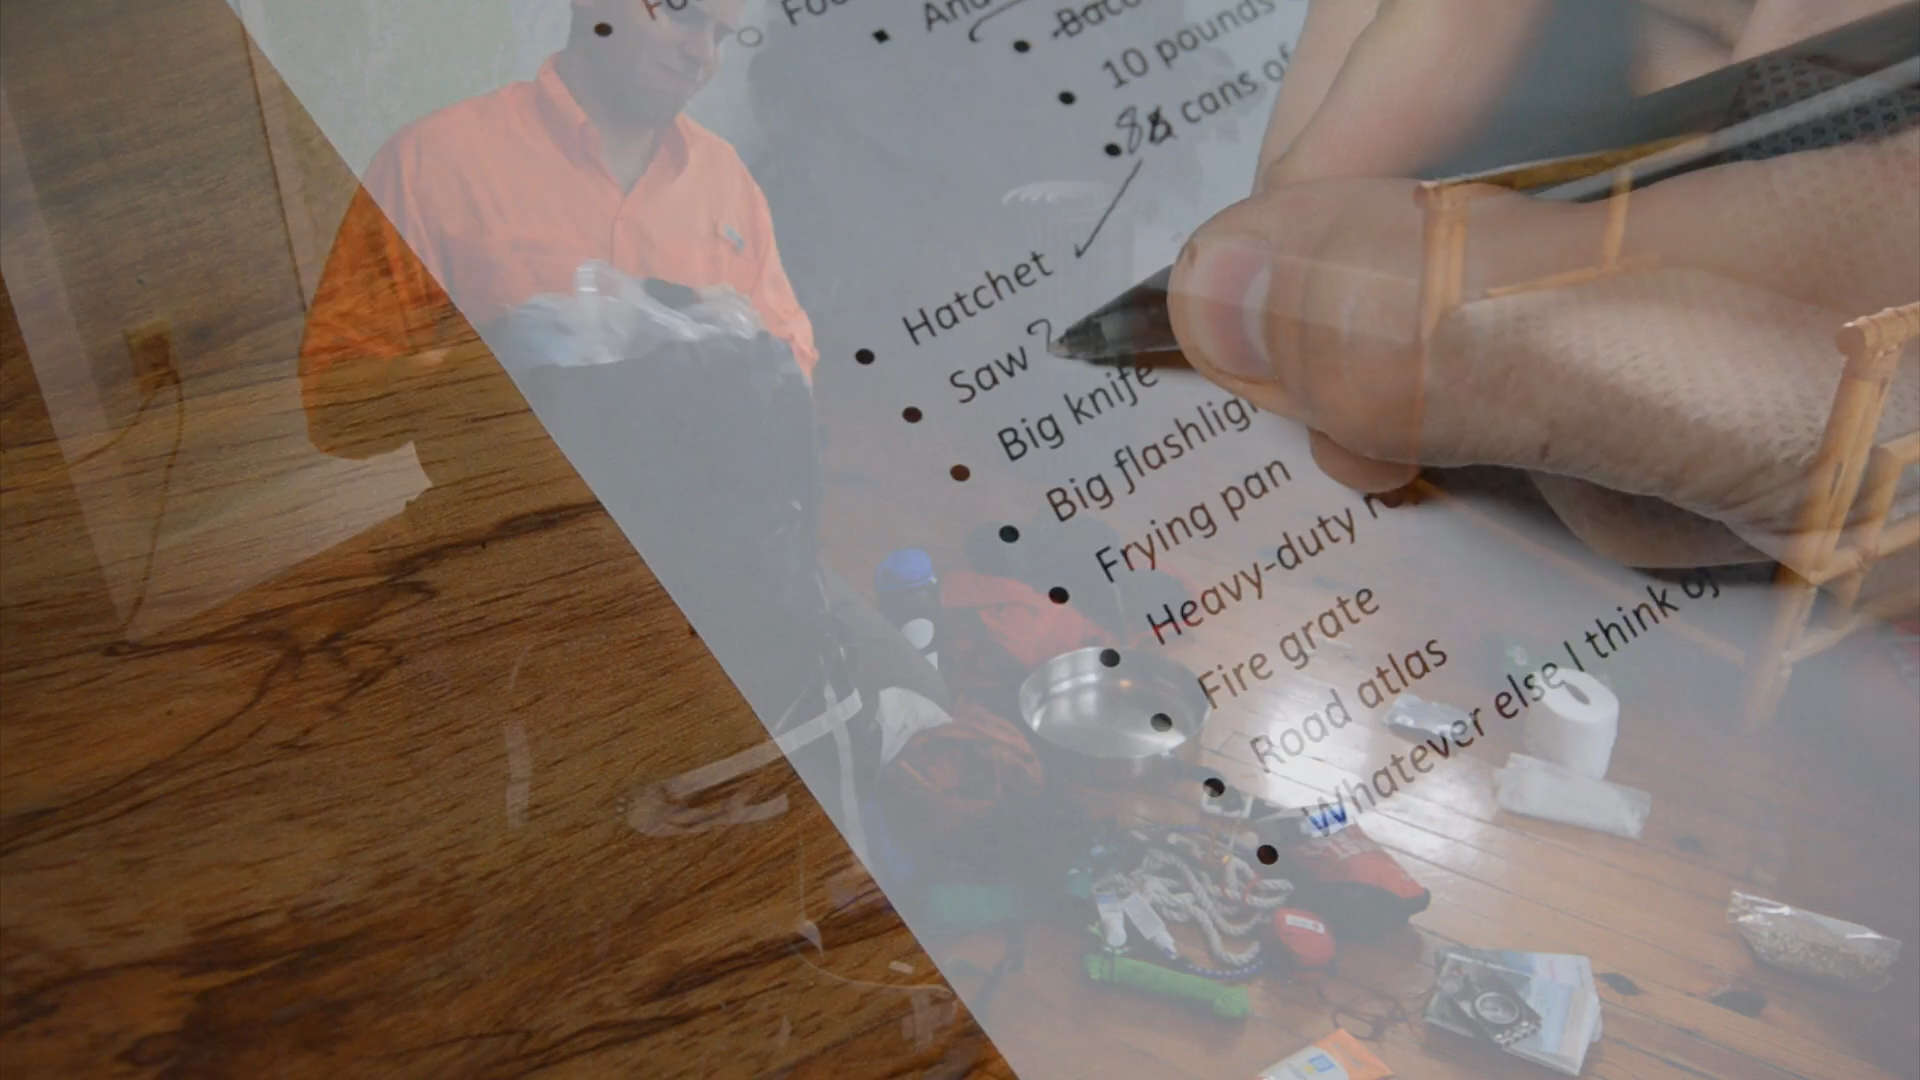 10 pounds
8 cans of
Hatchet
Saw ?
Big knife
Big
Frying pan
Heavy-duty
Fire grate
Road atlas
Whatever else I think of